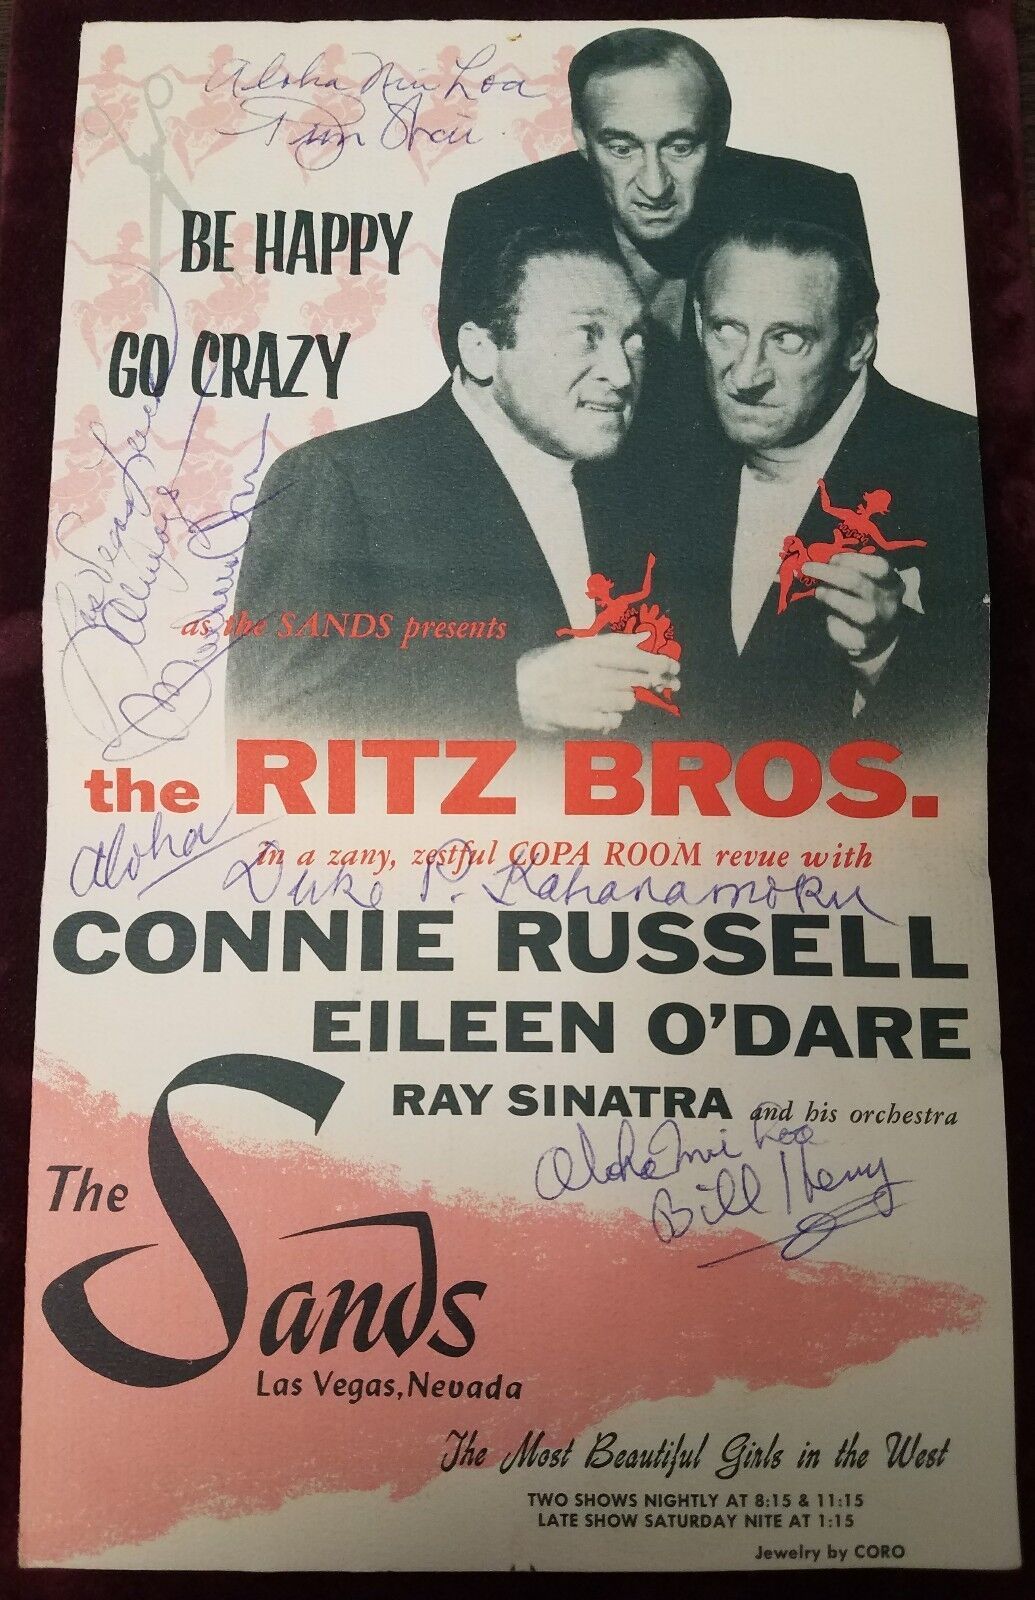 Aloha Nui Loa
BE HAPPY
GO CRAZY
Las Vegas
Always
as the SANDS presents
the RITZ BROS.
Aloha
in a zany, zestful COPA ROOM revue with
Duke P. Kahanamoku
CONNIE RUSSELL
EILEEN O'DARE
RAY SINATRA and his orchestra
Aloha nui loa
Bill
The Sands
Las Vegas, Nevada
The Most Beautiful Girls in the West
TWO SHOWS NIGHTLY AT 8:15 & 11:15
LATE SHOW SATURDAY NITE AT 1:15
Jewelry by CORO